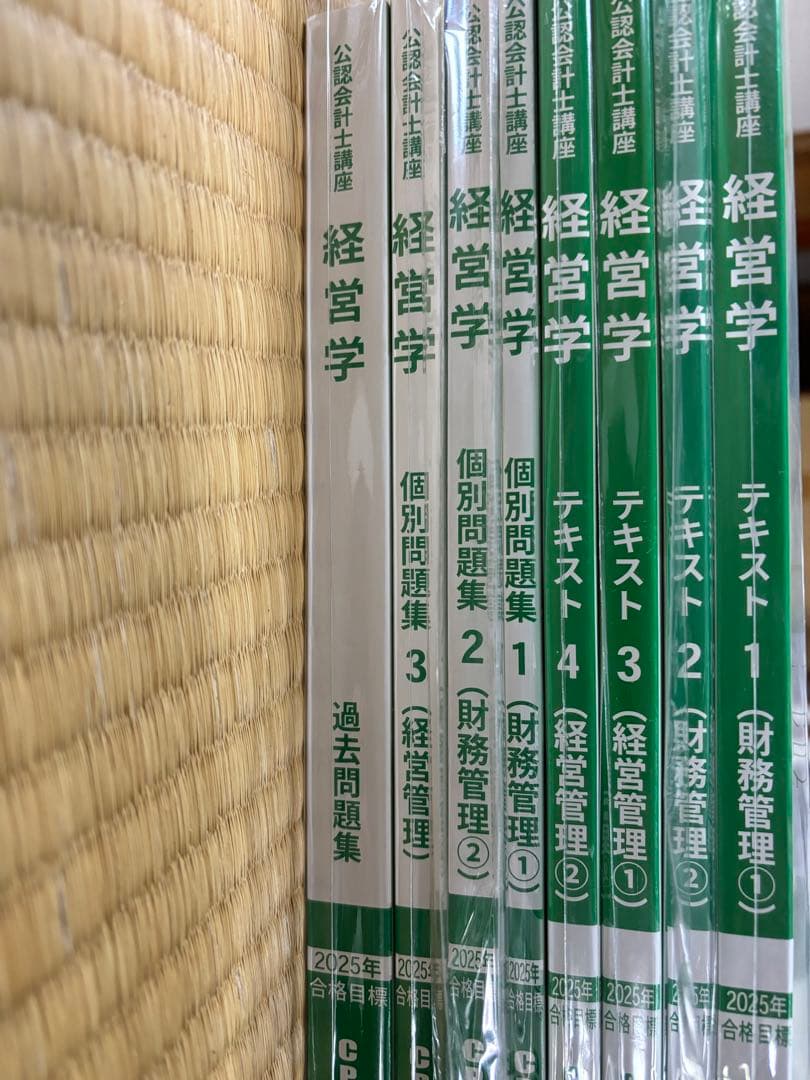 公認会計士講座 経営学 過去問題集 2025年 合格目標
公認会計士講座 経営学 個別問題集 3 (経営管理) 2025年 合格目標
公認会計士講座 経営学 個別問題集 2 (財務管理②) 2025年 合格目標
公認会計士講座 経営学 個別問題集 1 (財務管理①) 2025年 合格目標
公認会計士講座 経営学 テキスト 4 (経営管理②) 2025年 合格目標
公認会計士講座 経営学 テキスト 3 (経営管理①) 2025年 合格目標
公認会計士講座 経営学 テキスト 2 (財務管理②) 2025年 合格目標
公認会計士講座 経営学 テキスト 1 (財務管理①) 2025年 合格目標